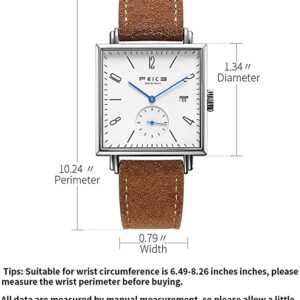 1.34〃
Diameter
FEICE
10.24〃
Perimeter
0.79〃
Width
Tips: Suitable for wrist circumference is 6.49-8.26 inches inches, please
measure the wrist perimeter before buying.
All data are measured by manual measurement, so please allow a little